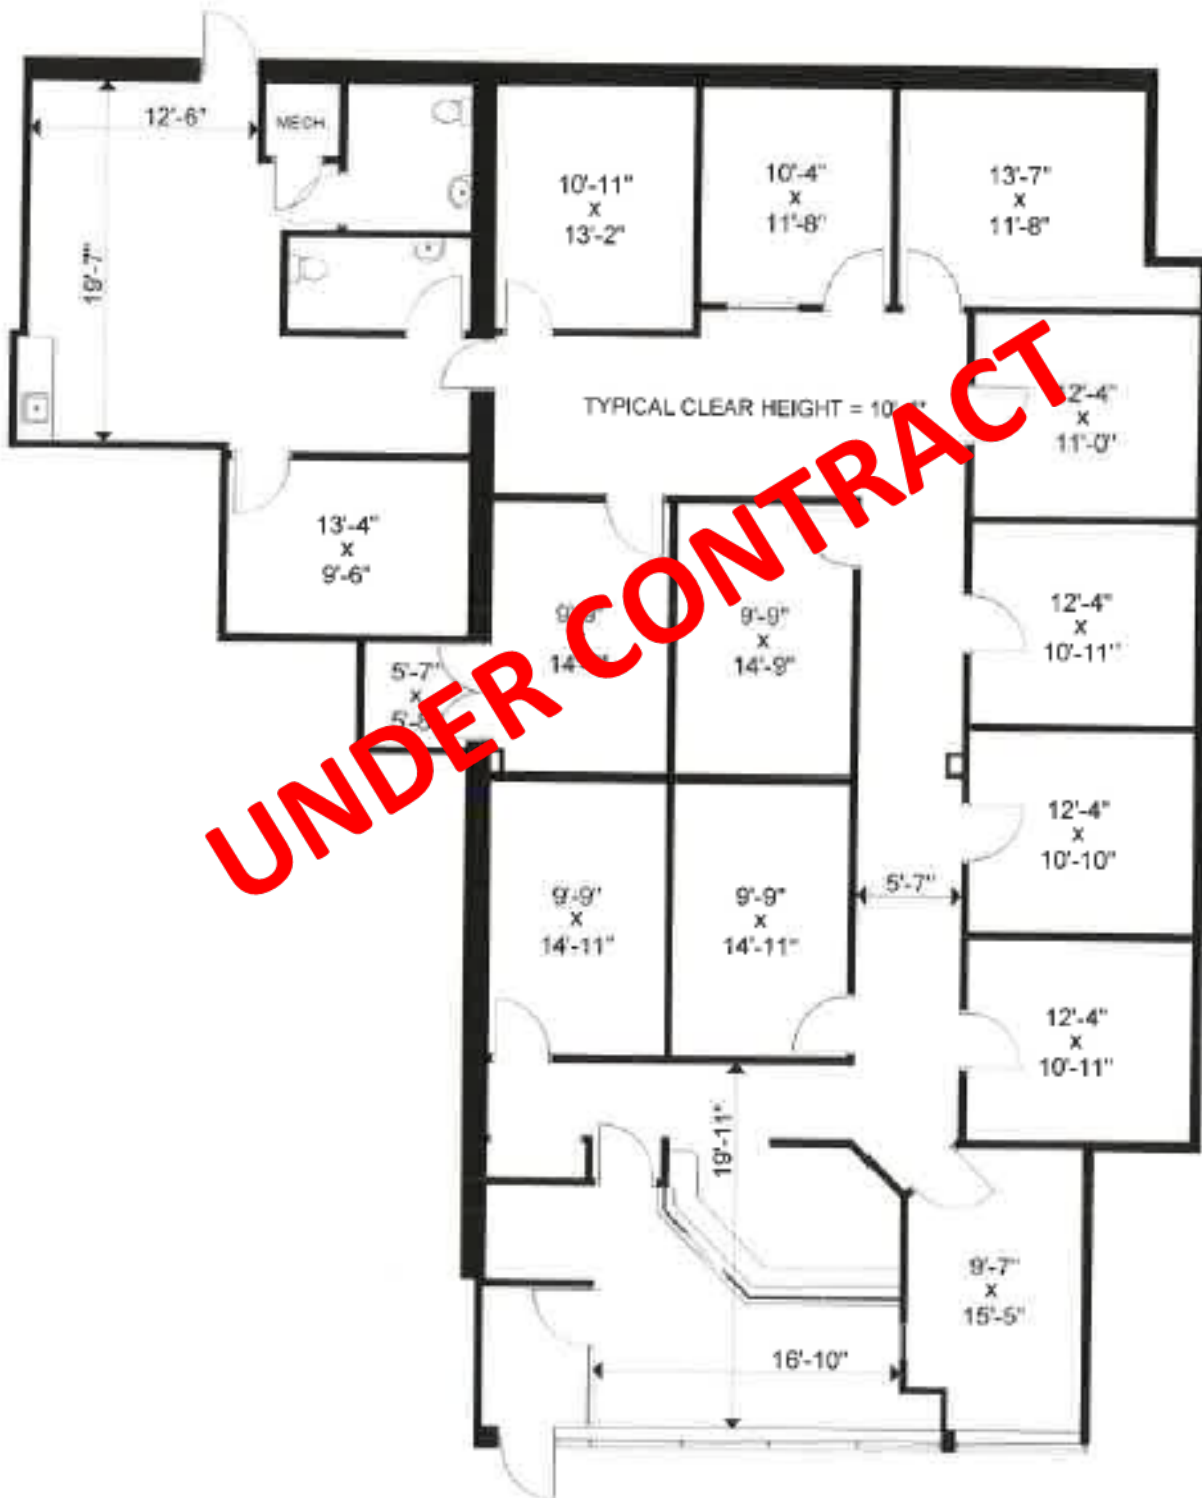 12'-6"
MECH.
19'-7"
10'-11"
x
13'-2"
10'-4"
x
11'-8"
13'-7"
x
11'-8"
TYPICAL CLEAR HEIGHT =
12'-4"
x
11'-0"
13'-4"
x
9'-6"
9'-9"
x
14'-9"
12'-4"
x
10'-11"
5'-7"
x
UNDER CONTRACT
12'-4"
x
10'-10"
5'-7"
9'-9"
x
14'-11"
9'-9"
x
14'-11"
12'-4"
x
10'-11"
19'-11"
9'-7"
x
15'-5"
16'-10"